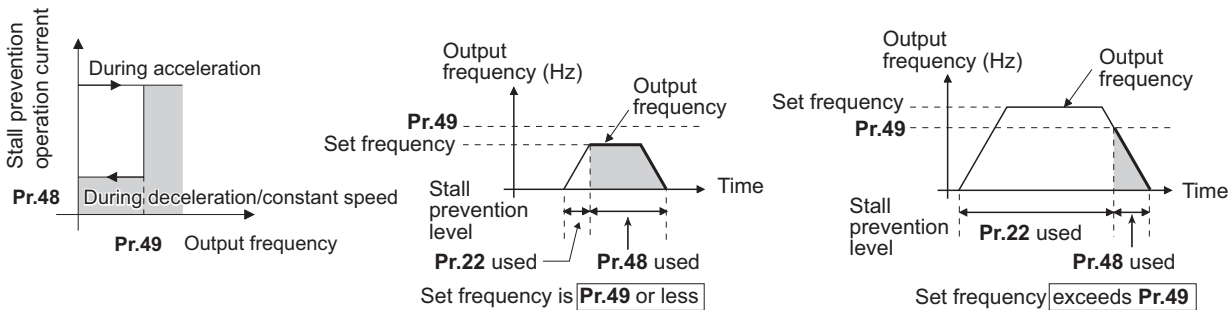 Stall prevention
operation current
During acceleration
Pr.48
During deceleration/constant speed
Pr.49
Output frequency
Output
frequency (Hz)
Output
frequency
Pr.49
Set frequency
Time
Stall
prevention
level
Pr.22 used
Pr.48 used
Set frequency is Pr.49 or less
Output
frequency (Hz)
Output
frequency
Set frequency
Pr.49
Time
Stall
prevention
level
Pr.22 used
Pr.48 used
Set frequency exceeds Pr.49